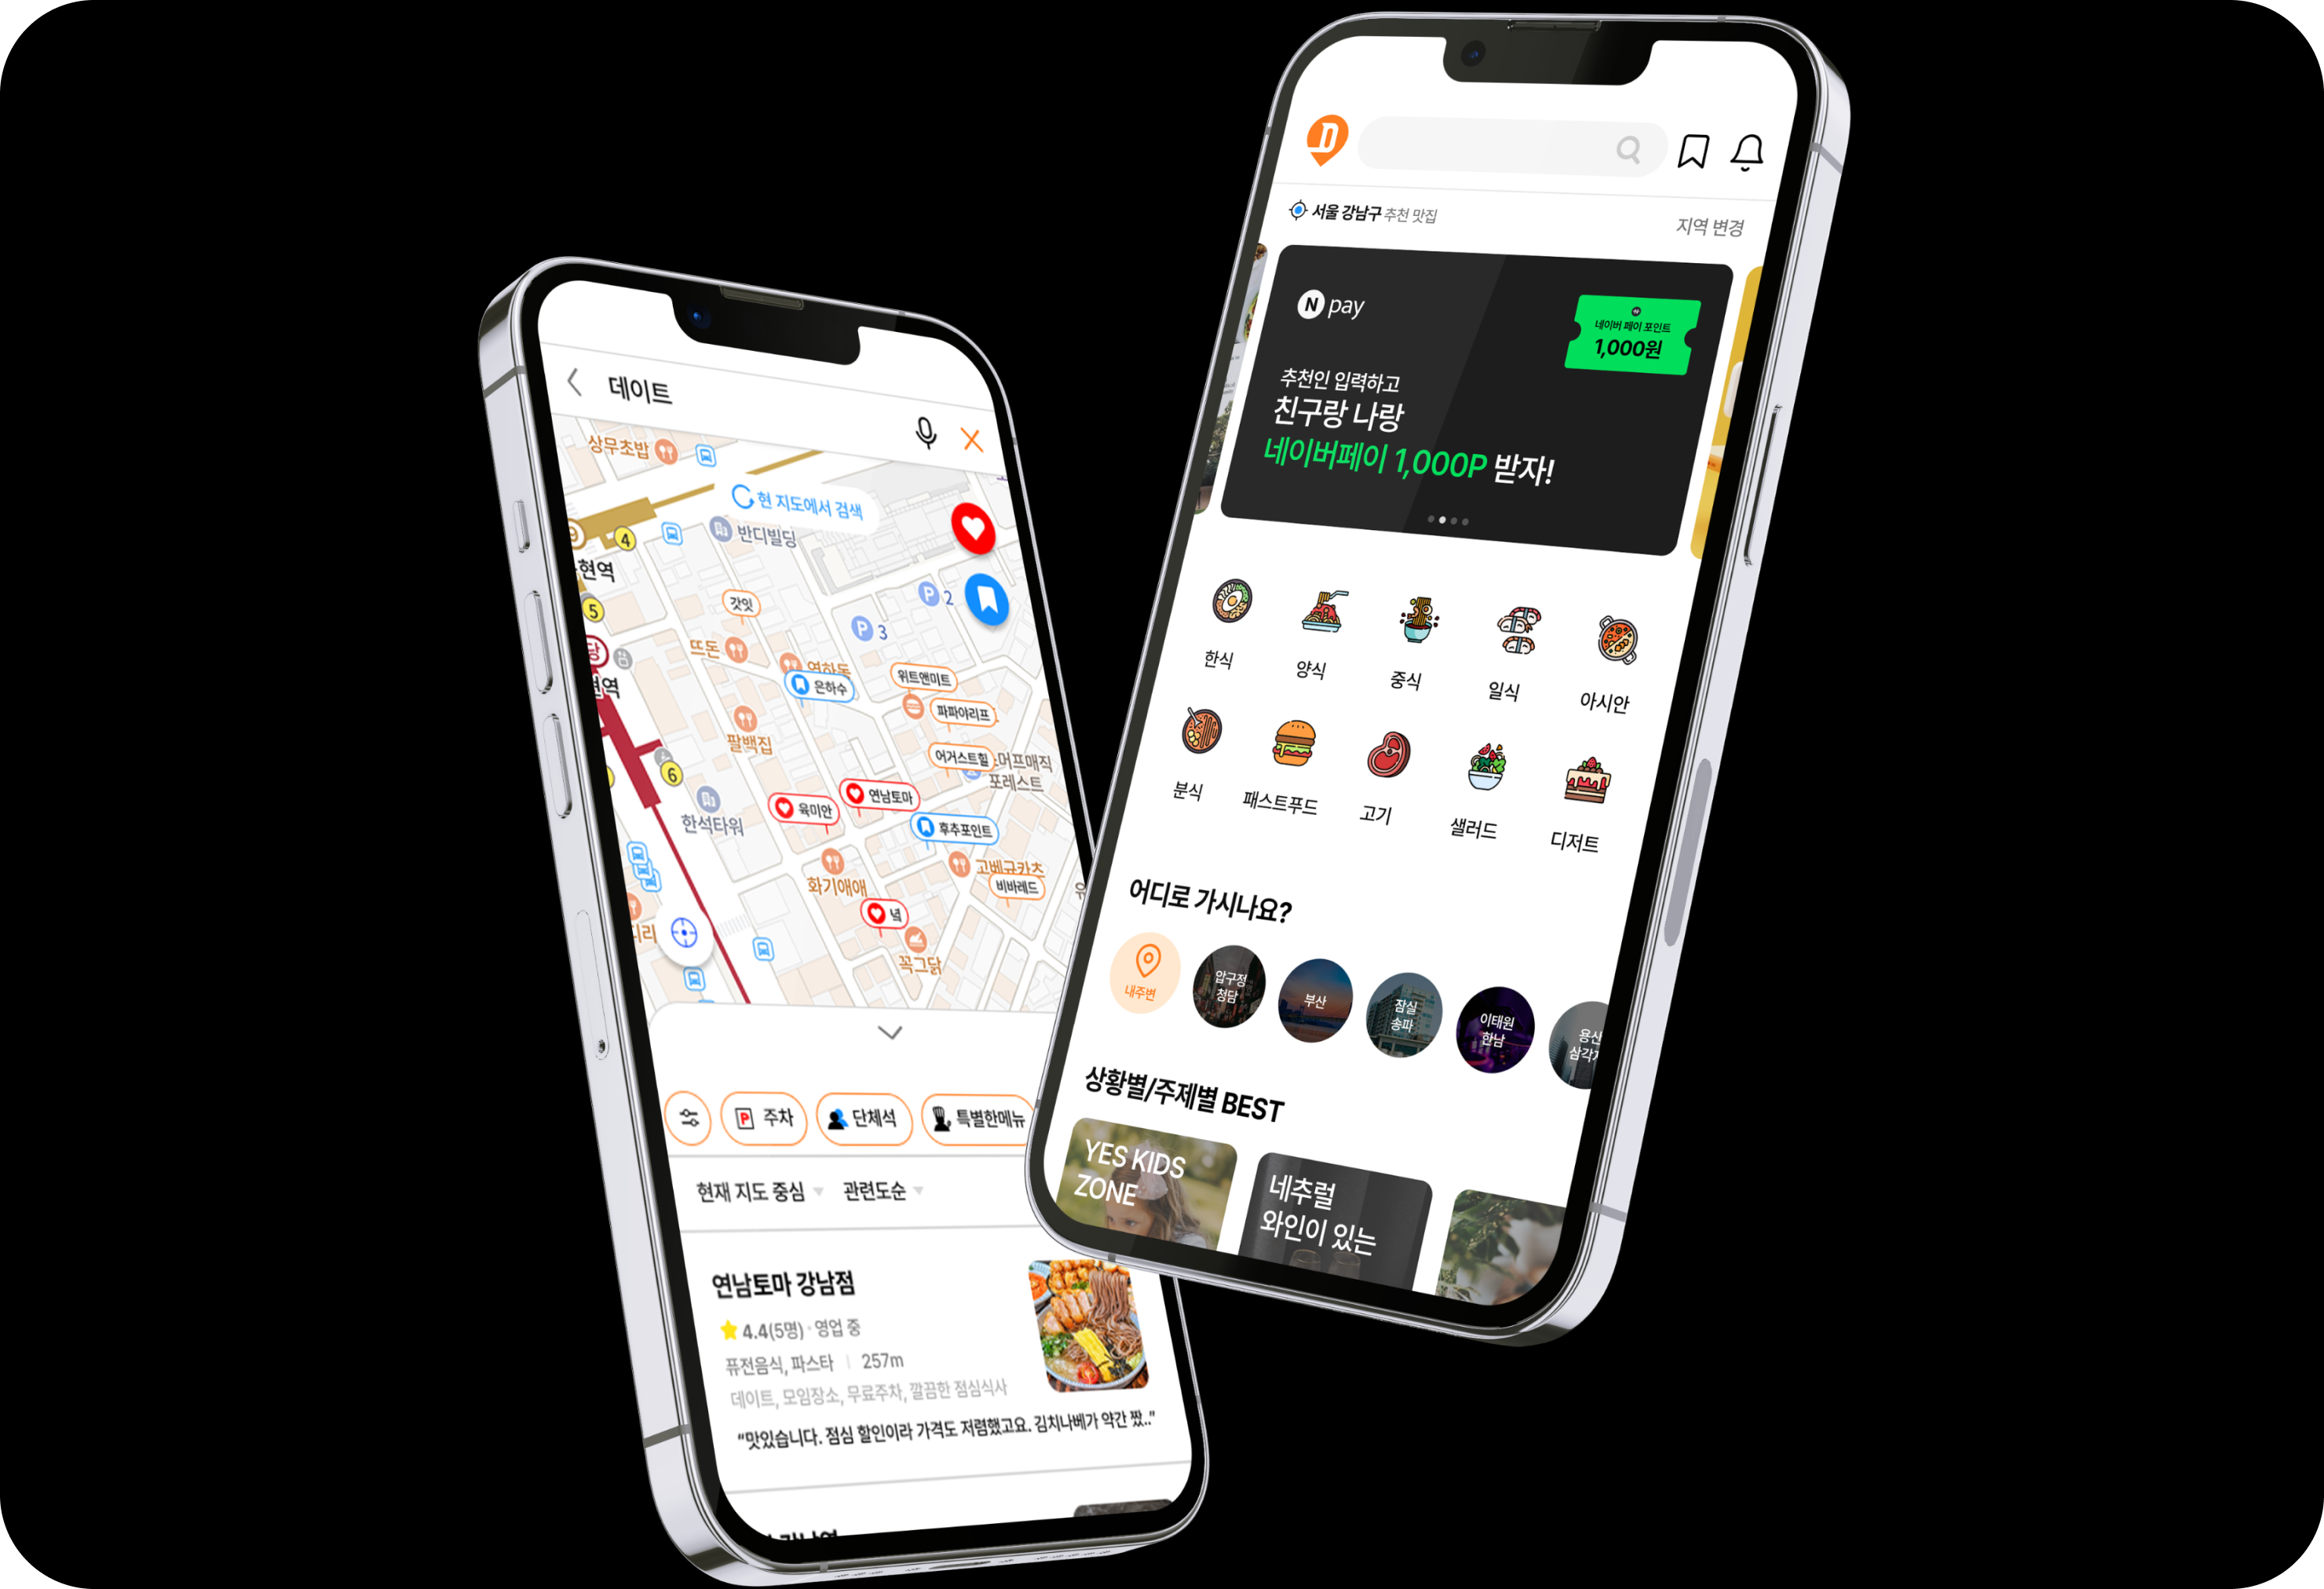 데이트
상무초밥
현 지도에서 검색
반디빌딩
4
현역
5
갓잇
P 2
P 3
뜨돈
은하수
위트앤미트
파파야리프
어거스트힐
팔백집
머프매직
포레스트
6
한석타워
육미안
연남토마
후추포인트
화기애애
고베규카츠
비바레드
녘
꼭그닭
주차
단체석
특별한메뉴
현재 지도 중심
관련도순
연남토마 강남점
4.4(5명) · 영업 중
퓨전음식, 파스타 | 257m
데이트, 모임장소, 무료주차, 깔끔한 점심식사
“맛있습니다. 점심 할인이라 가격도 저렴했고요. 김치나베가 약간 짰..”
D
서울 강남구 추천 맛집
지역 변경
N pay
네이버 페이 포인트
1,000원
추천인 입력하고
친구랑 나랑
네이버페이 1,000P 받자!
한식
양식
중식
일식
아시안
분식
패스트푸드
고기
샐러드
디저트
어디로 가시나요?
내주변
압구정
청담
부산
잠실
송파
이태원
한남
용산
삼각지
상황별/주제별 BEST
YES KIDS
ZONE
네추럴
와인이 있는